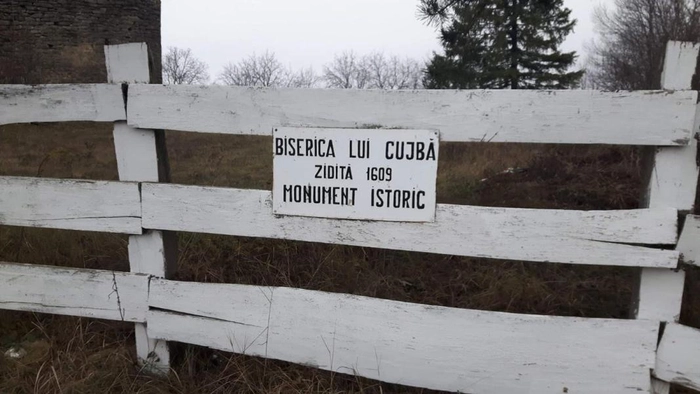 BISERICA LUI CUJBĂ
ZIDITĂ 1609
MONUMENT ISTORIC